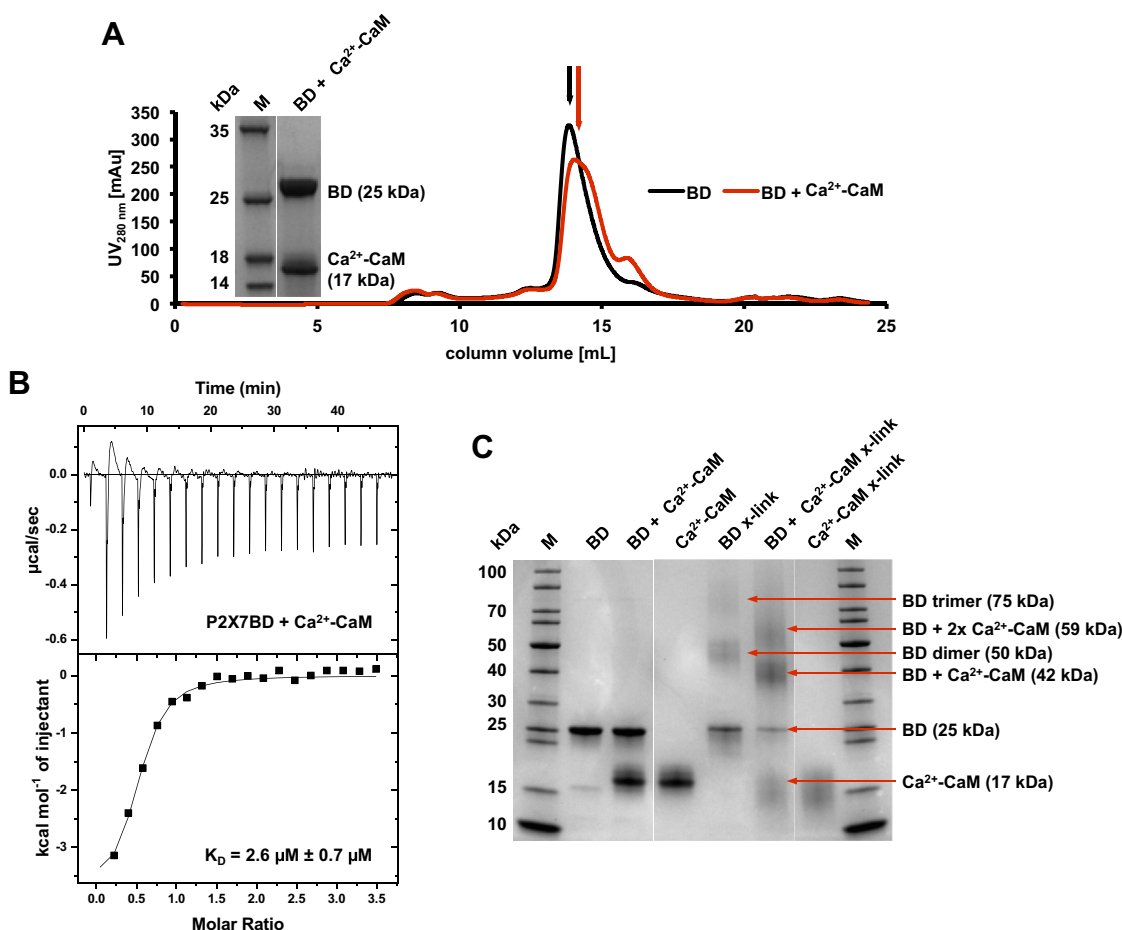 A
kDa
M
BD + Ca²⁺-CaM
35
25
18
14
BD (25 kDa)
Ca²⁺-CaM
(17 kDa)
UV280 nm [mAu]
350
300
250
200
150
100
50
0
0 5 10 15 20 25
column volume [mL]
BD
BD + Ca²⁺-CaM
B
Time (min)
0 10 20 30 40
µcal/sec
0.0
-0.2
-0.4
-0.6
P2X7BD + Ca²⁺-CaM
kcal mol⁻¹ of injectant
0
-1
-2
-3
KD = 2.6 µM ± 0.7 µM
0.0 0.5 1.0 1.5 2.0 2.5 3.0 3.5
Molar Ratio
C
kDa
M
BD
BD + Ca²⁺-CaM
Ca²⁺-CaM
BD x-link
BD + Ca²⁺-CaM x-link
Ca²⁺-CaM x-link
M
100
70
50
40
30
25
15
10
BD trimer (75 kDa)
BD + 2x Ca²⁺-CaM (59 kDa)
BD dimer (50 kDa)
BD + Ca²⁺-CaM (42 kDa)
BD (25 kDa)
Ca²⁺-CaM (17 kDa)